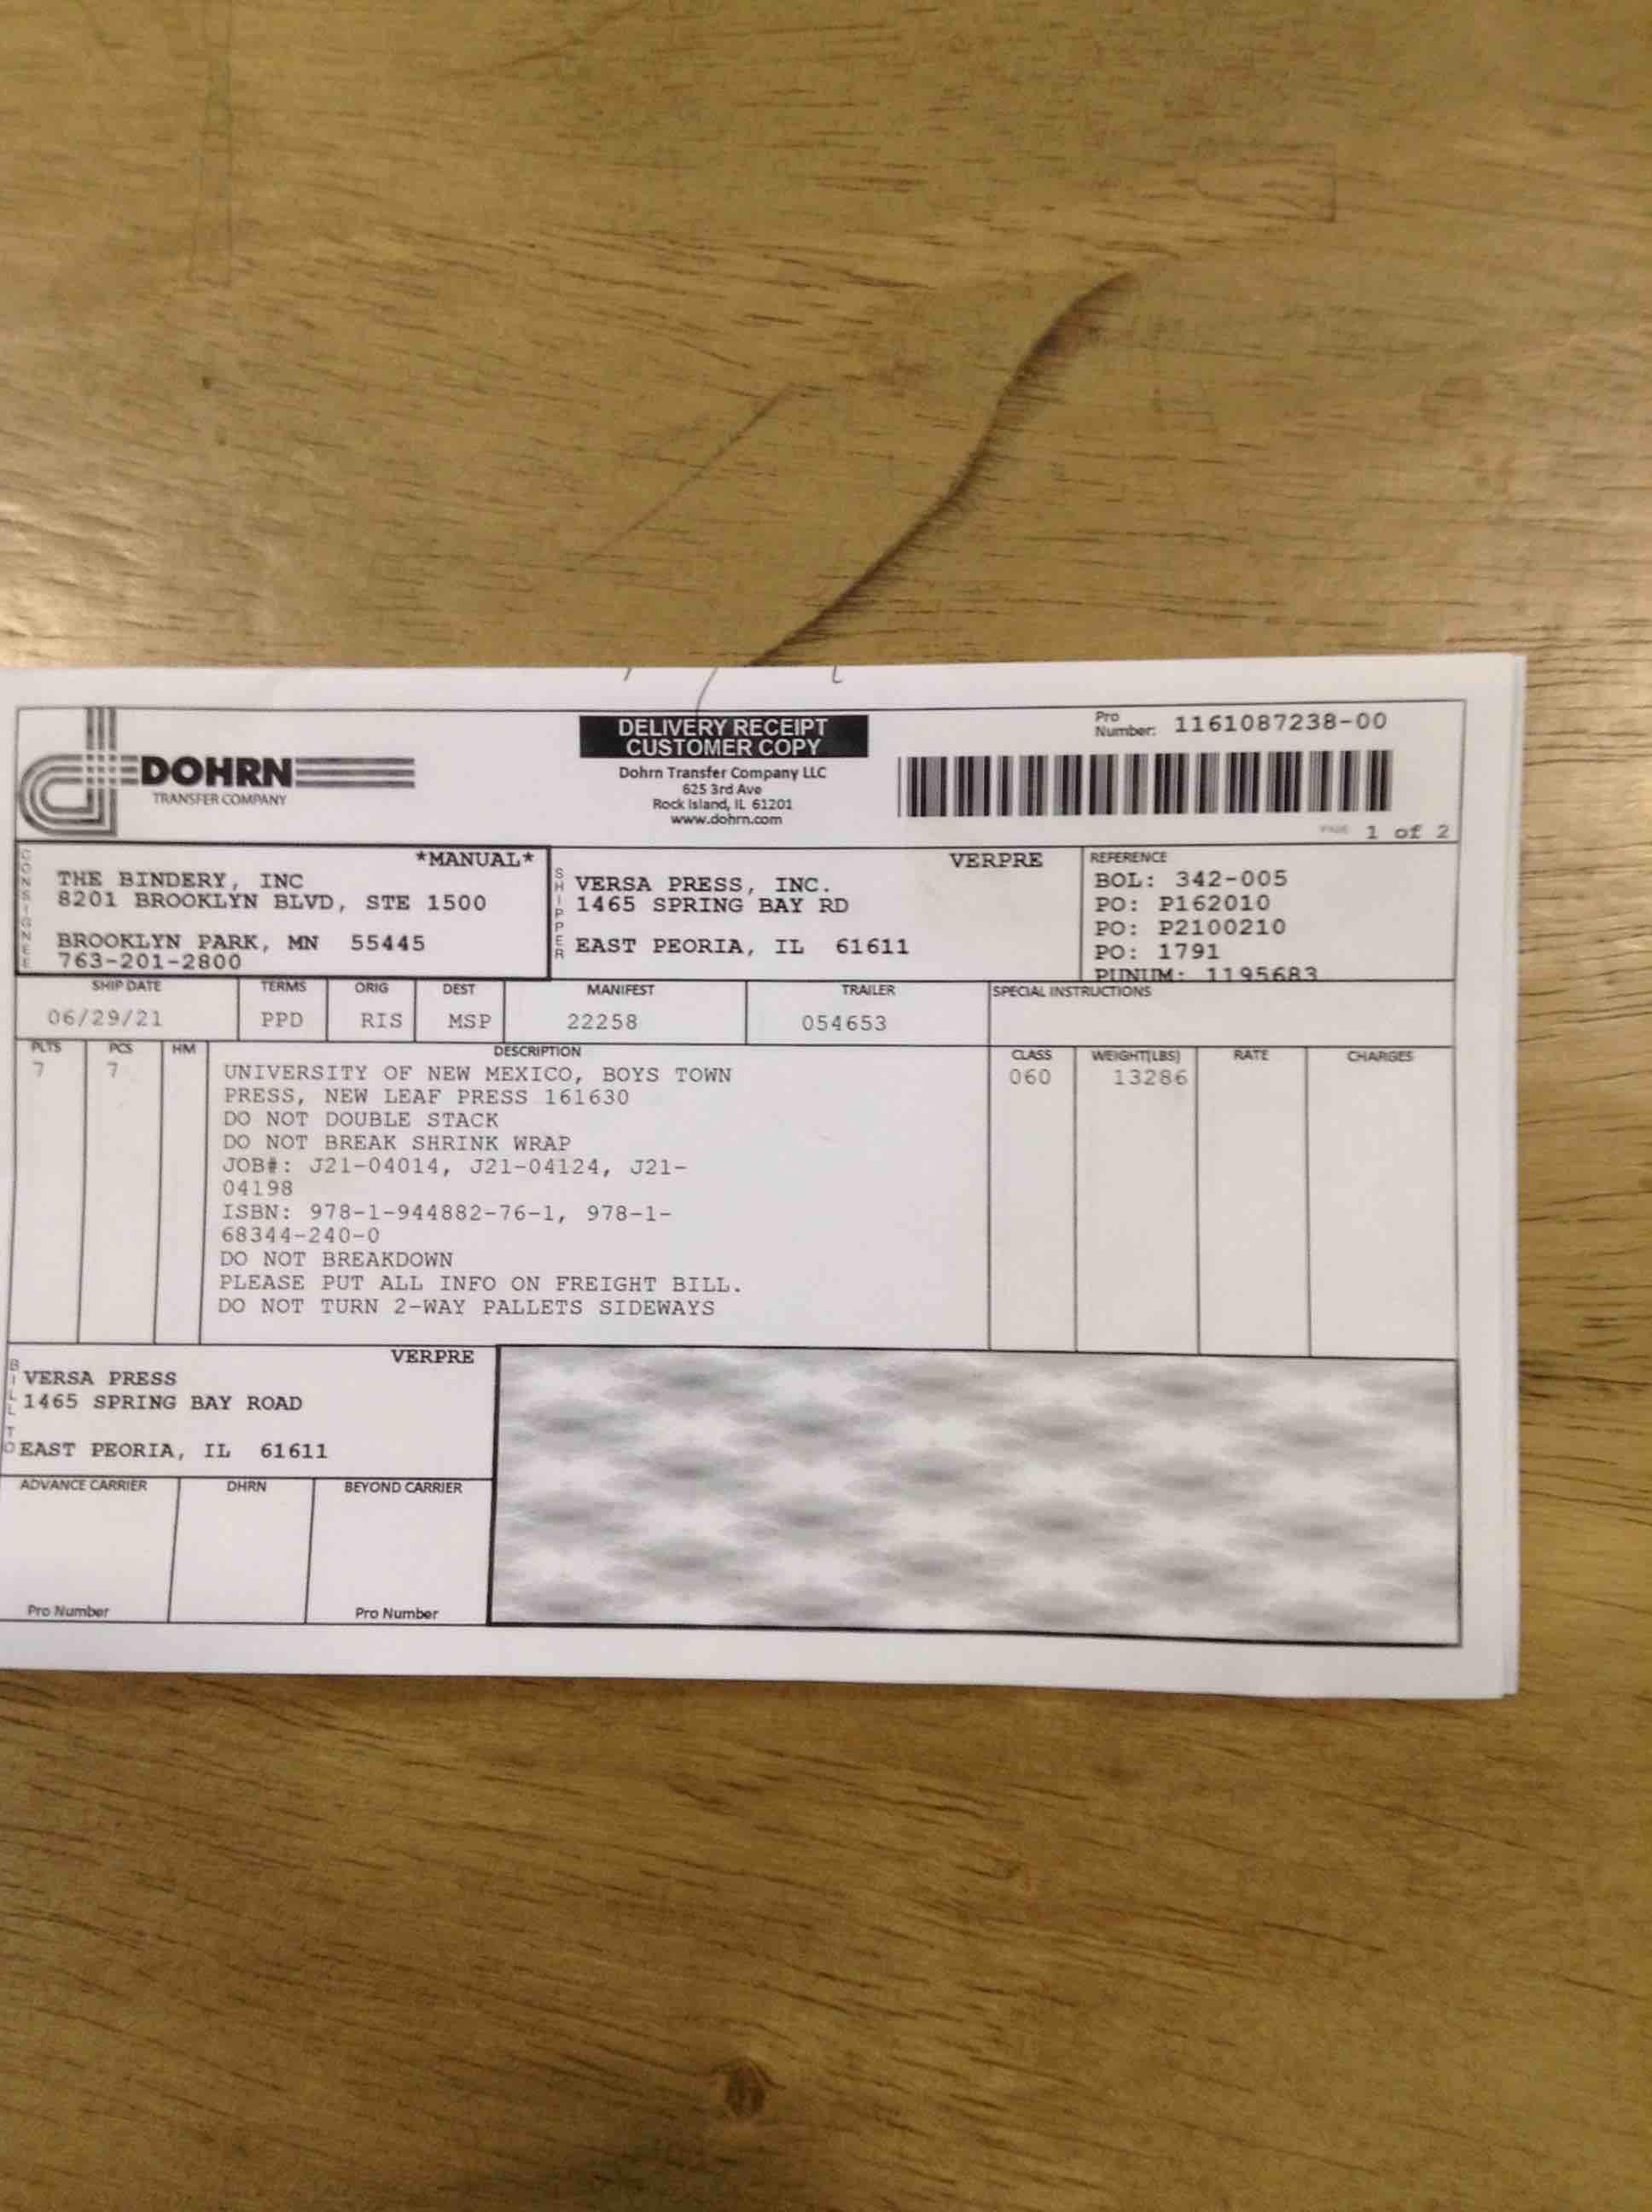 DOHRN
TRANSFER COMPANY
DELIVERY RECEIPT
CUSTOMER COPY
Dohrn Transfer Company LLC
625 3rd Ave
Rock Island, IL 61201
www.dohrn.com
Pro Number: 1161087238-00
PAGE 1 of 2
CONSIGNEE
*MANUAL*
THE BINDERY, INC
8201 BROOKLYN BLVD, STE 1500
BROOKLYN PARK, MN 55445
763-201-2800
SHIPPER
VERPRE
VERSA PRESS, INC.
1465 SPRING BAY RD
EAST PEORIA, IL 61611
REFERENCE
BOL: 342-005
PO: P162010
PO: P2100210
PO: 1791
PUNUM: 1195683
SHIP DATE TERMS ORIG DEST MANIFEST TRAILER SPECIAL INSTRUCTIONS
06/29/21 PPD RIS MSP 22258 054653
PLTS PCS HM DESCRIPTION CLASS WEIGHT(LBS) RATE CHARGES
7 7 UNIVERSITY OF NEW MEXICO, BOYS TOWN 060 13286
PRESS, NEW LEAF PRESS 161630
DO NOT DOUBLE STACK
DO NOT BREAK SHRINK WRAP
JOB#: J21-04014, J21-04124, J21-
04198
ISBN: 978-1-944882-76-1, 978-1-
68344-240-0
DO NOT BREAKDOWN
PLEASE PUT ALL INFO ON FREIGHT BILL.
DO NOT TURN 2-WAY PALLETS SIDEWAYS
BILL TO
VERPRE
VERSA PRESS
1465 SPRING BAY ROAD
EAST PEORIA, IL 61611
ADVANCE CARRIER DHRN BEYOND CARRIER
Pro Number Pro Number